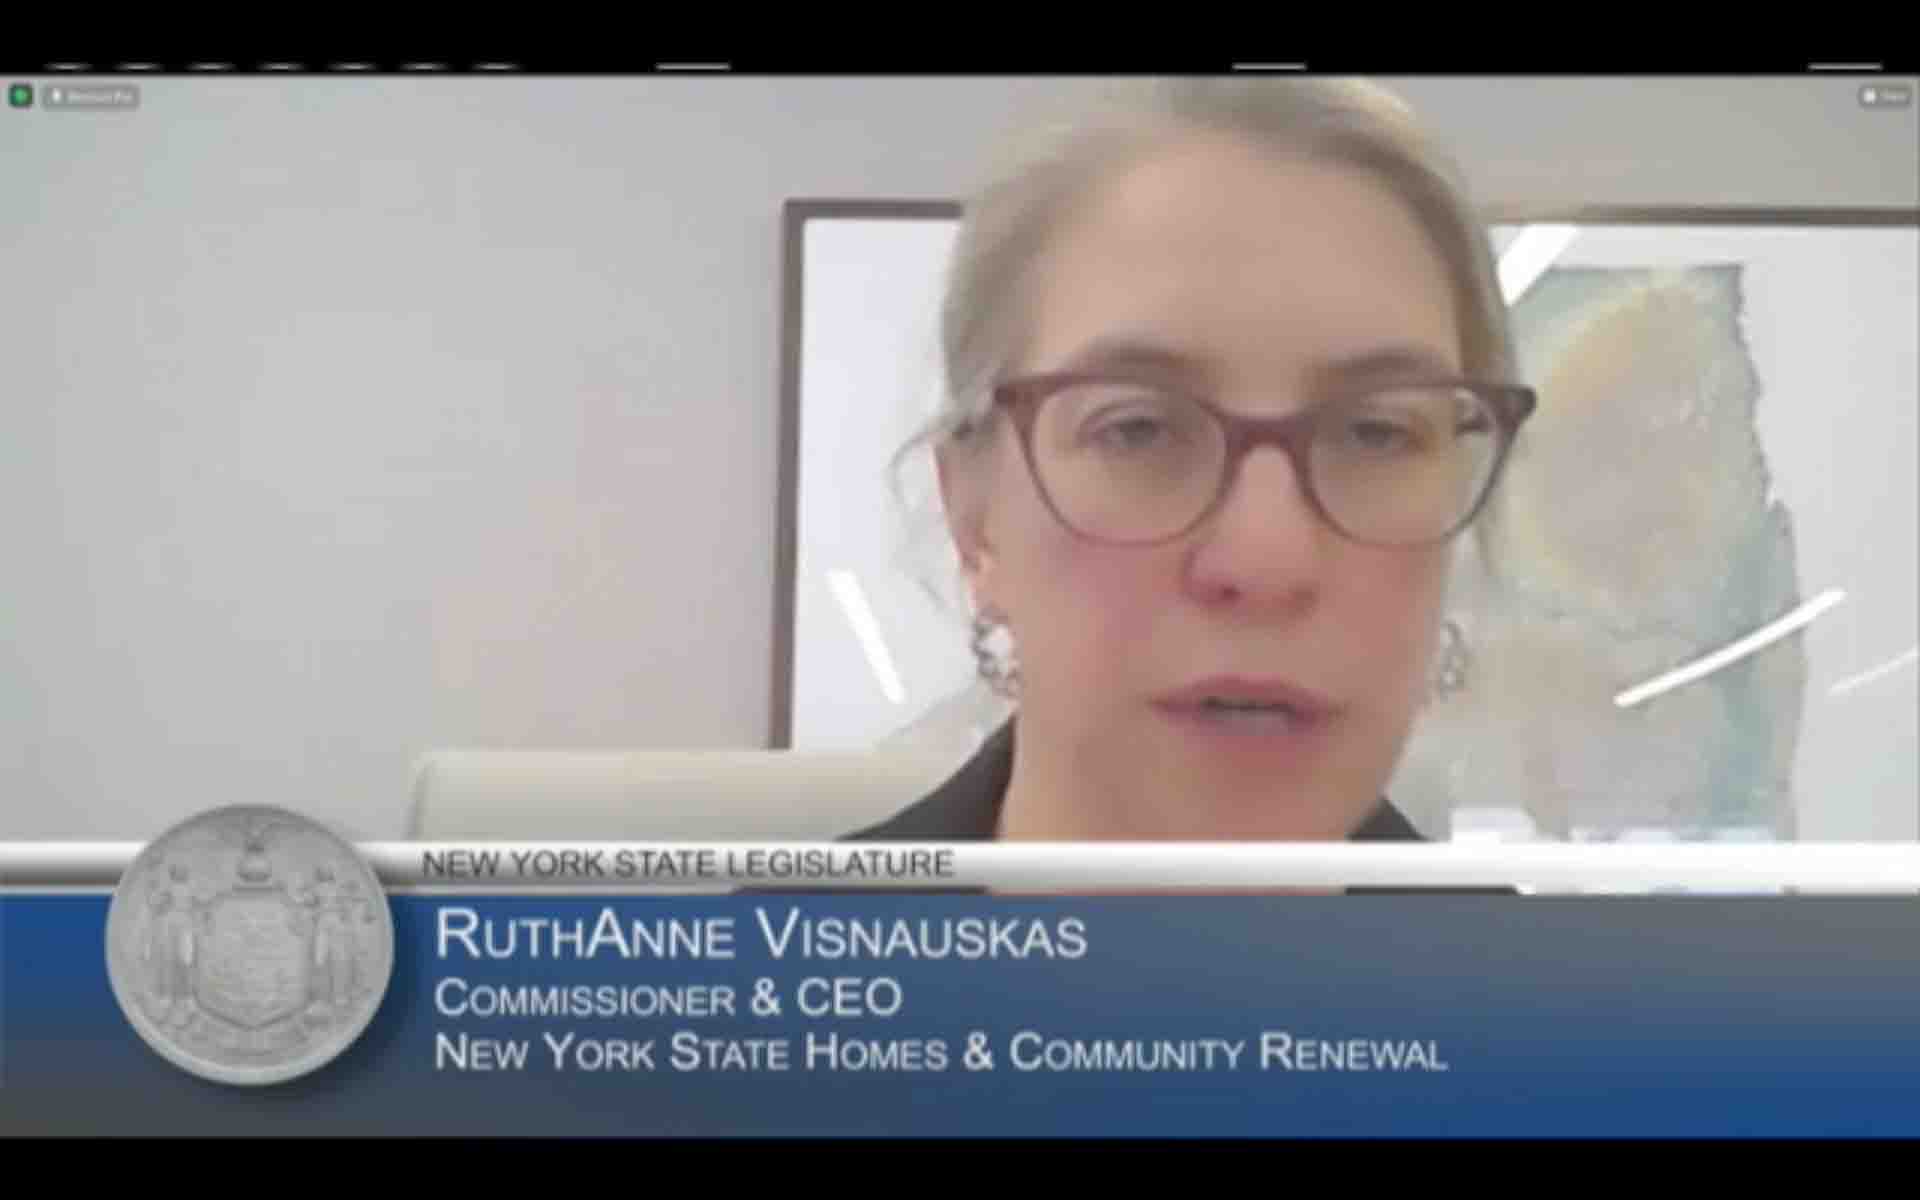 NEW YORK STATE LEGISLATURE
RUTHANNE VISNAUSKAS
COMMISSIONER & CEO
NEW YORK STATE HOMES & COMMUNITY RENEWAL